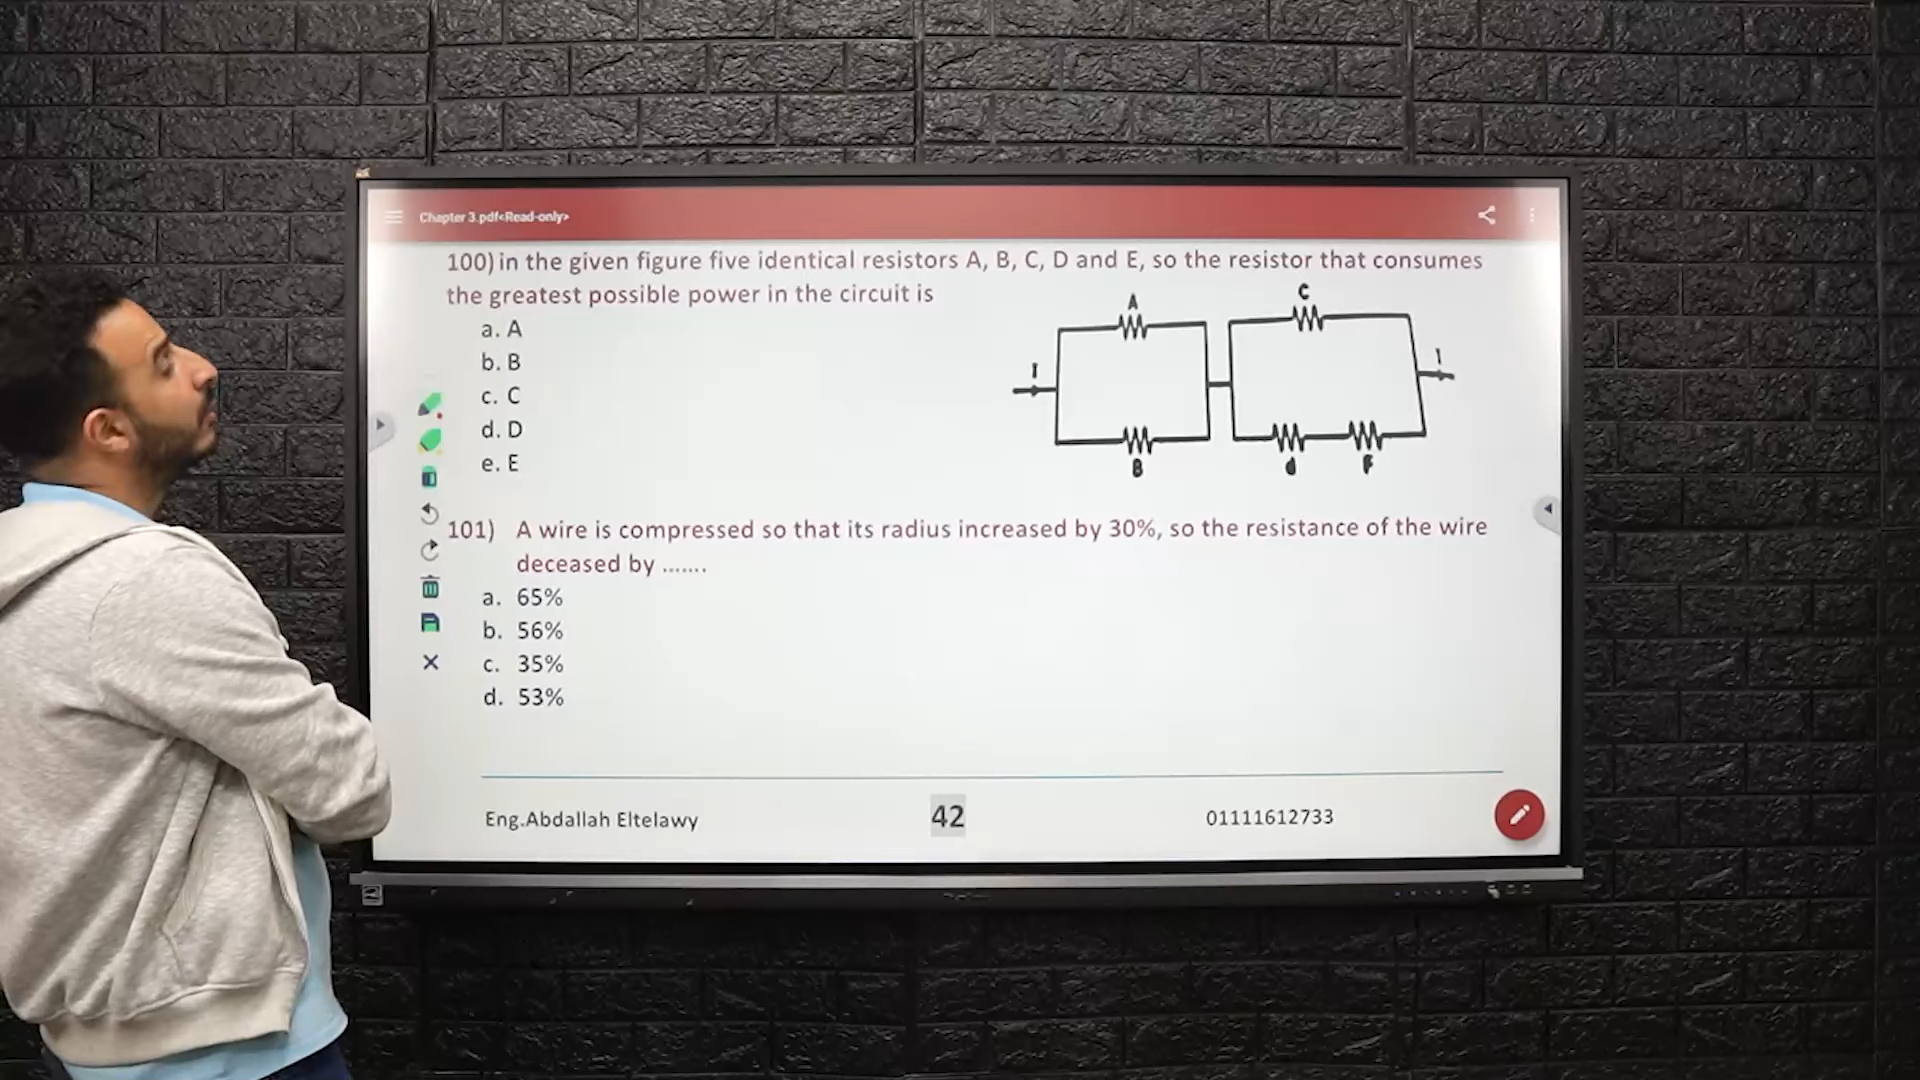 Chapter 3.pdf<Read-only>
100) in the given figure five identical resistors A, B, C, D and E, so the resistor that consumes
the greatest possible power in the circuit is
a. A
b. B
c. C
d. D
e. E
A
C
I
I
B
d
F
101) A wire is compressed so that its radius increased by 30%, so the resistance of the wire
deceased by .......
a. 65%
b. 56%
c. 35%
d. 53%
Eng.Abdallah Eltelawy 42 01111612733